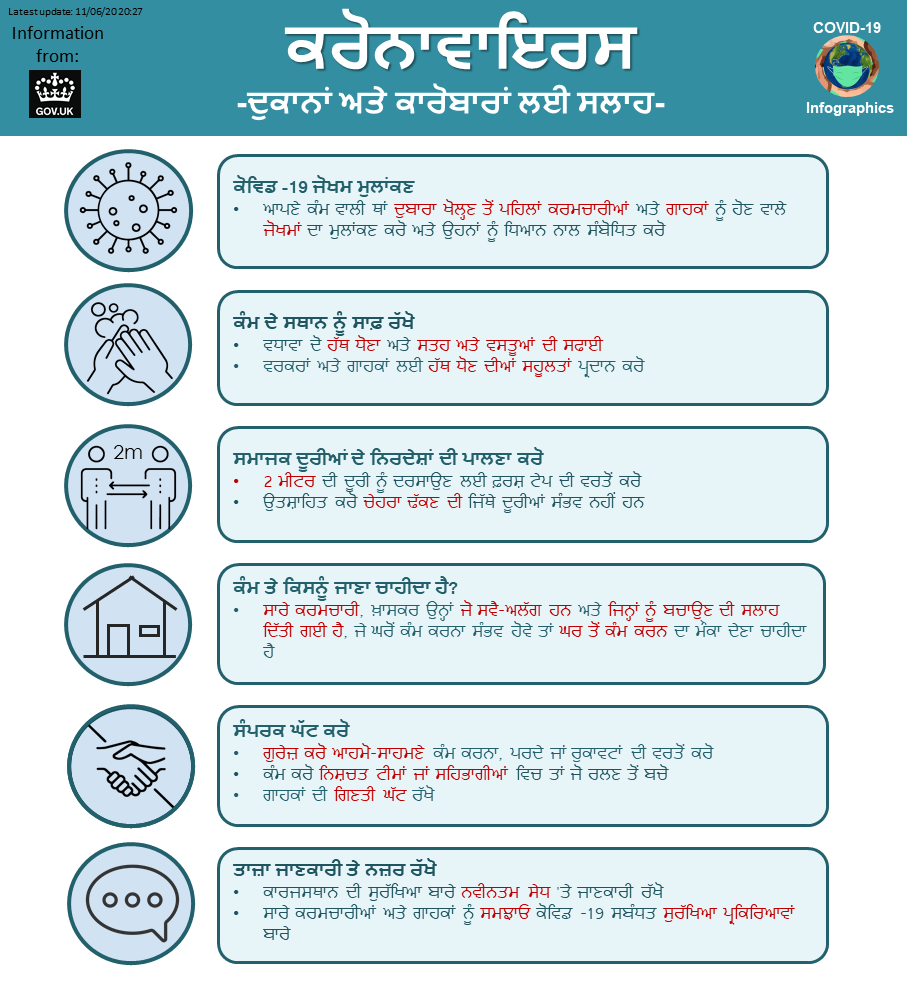 Latest update: 11/06/20 20:27
Information
from:
GOV.UK
ਕਰੋਨਾਵਾਇਰਸ
-ਦੁਕਾਨਾਂ ਅਤੇ ਕਾਰੋਬਾਰਾਂ ਲਈ ਸਲਾਹ-
COVID-19
Infographics
ਕੋਵਿਡ -19 ਜੋਖਮ ਮੁਲਾਂਕਣ
• ਆਪਣੇ ਕੰਮ ਵਾਲੀ ਥਾਂ ਦੁਬਾਰਾ ਖੋਲ੍ਹਣ ਤੋਂ ਪਹਿਲਾਂ ਕਰਮਚਾਰੀਆਂ ਅਤੇ ਗਾਹਕਾਂ ਨੂੰ ਹੋਣ ਵਾਲੇ
ਜੋਖਮਾਂ ਦਾ ਮੁਲਾਂਕਣ ਕਰੋ ਅਤੇ ਉਹਨਾਂ ਨੂੰ ਧਿਆਨ ਨਾਲ ਸੰਬੋਧਿਤ ਕਰੋ
ਕੰਮ ਦੇ ਸਥਾਨ ਨੂੰ ਸਾਫ਼ ਰੱਖੋ
• ਵਧਾਵਾ ਦੋ ਹੱਥ ਧੋਣਾ ਅਤੇ ਸਤਹ ਅਤੇ ਵਸਤੂਆਂ ਦੀ ਸਫਾਈ
• ਵਰਕਰਾਂ ਅਤੇ ਗਾਹਕਾਂ ਲਈ ਹੱਥ ਧੋਣ ਦੀਆਂ ਸਹੂਲਤਾਂ ਪ੍ਰਦਾਨ ਕਰੋ
2m
ਸਮਾਜਕ ਦੂਰੀਆਂ ਦੇ ਨਿਰਦੇਸ਼ਾਂ ਦੀ ਪਾਲਣਾ ਕਰੋ
• 2 ਮੀਟਰ ਦੀ ਦੂਰੀ ਨੂੰ ਦਰਸਾਉਣ ਲਈ ਫ਼ਰਸ਼ ਟੇਪ ਦੀ ਵਰਤੋਂ ਕਰੋ
• ਉਤਸ਼ਾਹਿਤ ਕਰੋ ਚੇਹਰਾ ਢੱਕਣ ਦੀ ਜਿੱਥੇ ਦੂਰੀਆਂ ਸੰਭਵ ਨਹੀਂ ਹਨ
ਕੰਮ ਤੇ ਕਿਸਨੂੰ ਜਾਣਾ ਚਾਹੀਦਾ ਹੈ?
• ਸਾਰੇ ਕਰਮਚਾਰੀ, ਖ਼ਾਸਕਰ ਉਨ੍ਹਾਂ ਜੋ ਸਵੈ-ਅਲੱਗ ਹਨ ਅਤੇ ਜਿਨ੍ਹਾਂ ਨੂੰ ਬਚਾਉਣ ਦੀ ਸਲਾਹ
ਦਿੱਤੀ ਗਈ ਹੈ, ਜੇ ਘਰੋਂ ਕੰਮ ਕਰਨਾ ਸੰਭਵ ਹੋਵੇ ਤਾਂ ਘਰ ਤੋਂ ਕੰਮ ਕਰਨ ਦਾ ਮੌਕਾ ਦੇਣਾ ਚਾਹੀਦਾ
ਹੈ
ਸੰਪਰਕ ਘੱਟ ਕਰੋ
• ਗੁਰੇਜ਼ ਕਰੋ ਆਹਮੋ-ਸਾਹਮਣੇ ਕੰਮ ਕਰਨਾ, ਪਰਦੇ ਜਾਂ ਰੁਕਾਵਟਾਂ ਦੀ ਵਰਤੋਂ ਕਰੋ
• ਕੰਮ ਕਰੋ ਨਿਸ਼ਚਤ ਟੀਮਾਂ ਜਾਂ ਸਹਿਭਾਗੀਆਂ ਵਿਚ ਤਾਂ ਜੋ ਰਲਣ ਤੋਂ ਬਚੋ
• ਗਾਹਕਾਂ ਦੀ ਗਿਣਤੀ ਘੱਟ ਰੱਖੋ
ਤਾਜ਼ਾ ਜਾਣਕਾਰੀ ਤੇ ਨਜ਼ਰ ਰੱਖੋ
• ਕਾਰਜਸਥਾਨ ਦੀ ਸੁਰੱਖਿਆ ਬਾਰੇ ਨਵੀਨਤਮ ਸੇਧ 'ਤੇ ਜਾਣਕਾਰੀ ਰੱਖੋ
• ਸਾਰੇ ਕਰਮਚਾਰੀਆਂ ਅਤੇ ਗਾਹਕਾਂ ਨੂੰ ਸਮਝਾਓ ਕੋਵਿਡ -19 ਸਬੰਧਤ ਸੁਰੱਖਿਆ ਪ੍ਰਕਿਰਿਆਵਾਂ
ਬਾਰੇ